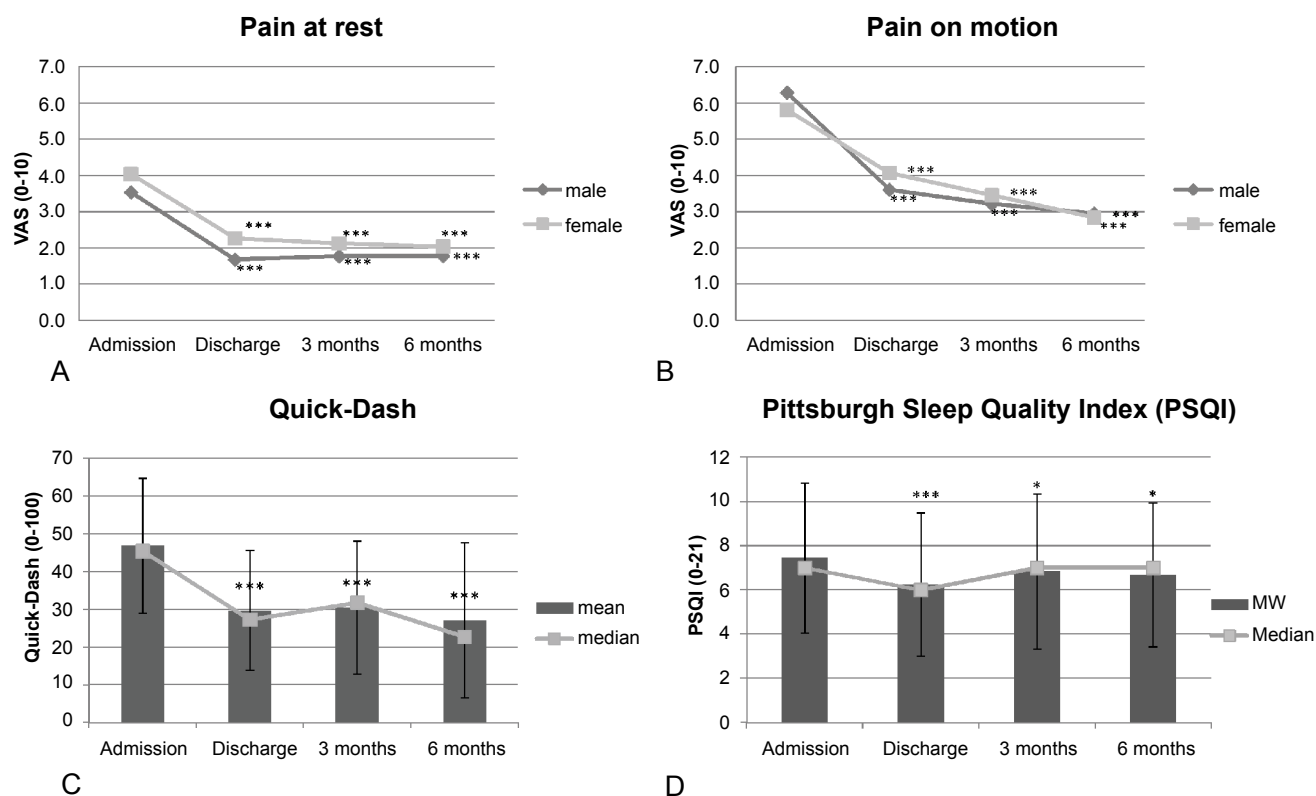 Pain at rest
VAS (0-10)
7.0
6.0
5.0
4.0
3.0
2.0
1.0
0.0
***
***
***
***
***
***
male
female
Admission Discharge 3 months 6 months
A
Pain on motion
VAS (0-10)
7.0
6.0
5.0
4.0
3.0
2.0
1.0
0.0
***
***
***
***
***
***
male
female
Admission Discharge 3 months 6 months
B
Quick-Dash
Quick-Dash (0-100)
70
60
50
40
30
20
10
0
***
***
***
mean
median
Admission Discharge 3 months 6 months
C
Pittsburgh Sleep Quality Index (PSQI)
PSQI (0-21)
12
10
8
6
4
2
0
***
*
*
MW
Median
Admission Discharge 3 months 6 months
D